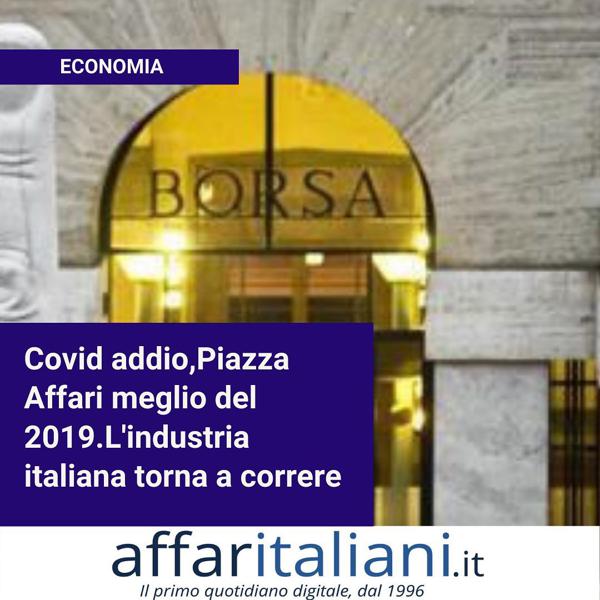 ECONOMIA
BORSA
Covid addio,Piazza
Affari meglio del
2019.L'industria
italiana torna a correre
affaritaliani.it
Il primo quotidiano digitale, dal 1996